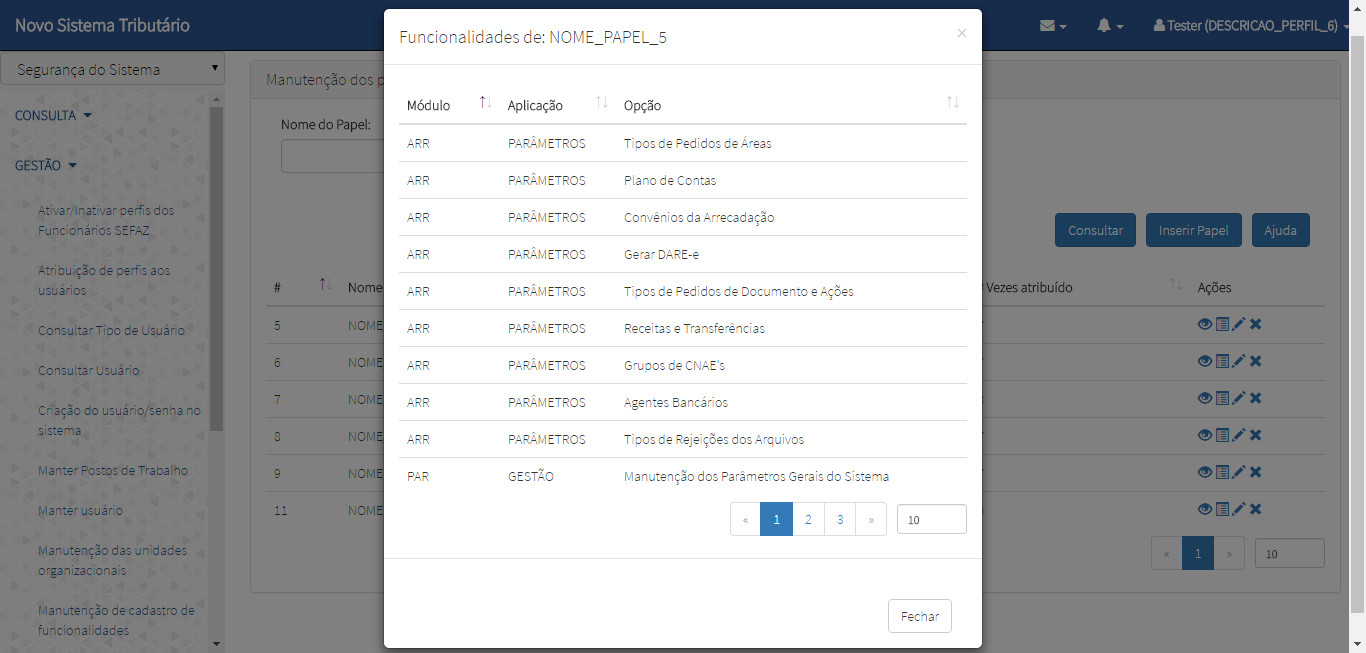 Novo Sistema Tributário
Tester (DESCRICAO_PERFIL_6)
Segurança do Sistema
CONSULTA
GESTÃO
Ativar/Inativar perfis dos
Funcionários SEFAZ
Atribuição de perfis aos
usuários
Consultar Tipo de Usuário
Consultar Usuário
Criação do usuário/senha no
sistema
Manter Postos de Trabalho
Manter usuário
Manutenção das unidades
organizacionais
Manutenção de cadastro de
funcionalidades
Manutenção dos p
Nome do Papel:
Consultar
Inserir Papel
Ajuda
# Nome Vezes atribuído Ações
5 NOME
6 NOME
7 NOME
8 NOME
9 NOME
11 NOME
« 1 » 10
Funcionalidades de: NOME_PAPEL_5
×
Módulo Aplicação Opção
ARR PARÂMETROS Tipos de Pedidos de Áreas
ARR PARÂMETROS Plano de Contas
ARR PARÂMETROS Convênios da Arrecadação
ARR PARÂMETROS Gerar DARE-e
ARR PARÂMETROS Tipos de Pedidos de Documento e Ações
ARR PARÂMETROS Receitas e Transferências
ARR PARÂMETROS Grupos de CNAE's
ARR PARÂMETROS Agentes Bancários
ARR PARÂMETROS Tipos de Rejeições dos Arquivos
PAR GESTÃO Manutenção dos Parâmetros Gerais do Sistema
« 1 2 3 » 10
Fechar